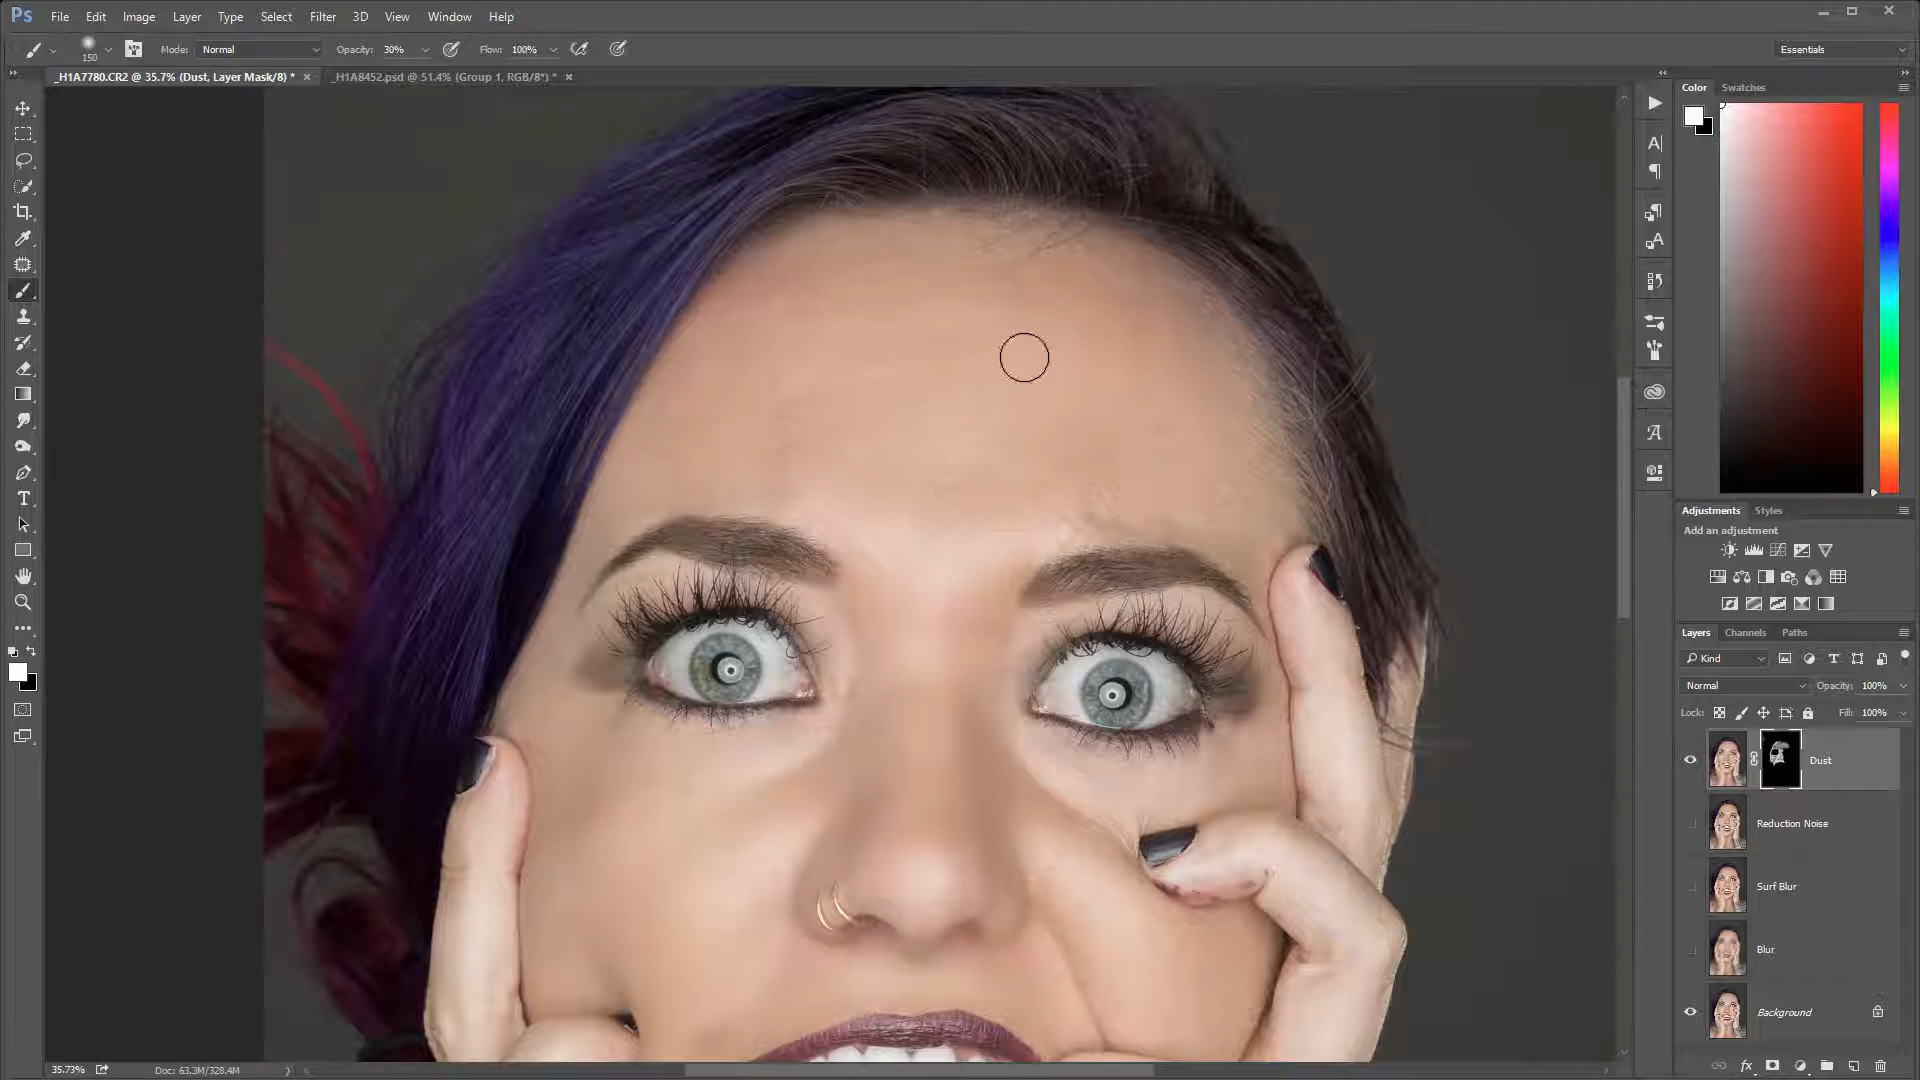 Ps File Edit Image Layer Type Select Filter 3D View Window Help
150 Mode: Normal Opacity: 30% Flow: 100% Essentials
_H1A7780.CR2 @ 35.7% (Dust, Layer Mask/8) * × _H1A8452.psd @ 51.4% (Group 1, RGB/8*) * ×
Color Swatches
Adjustments Styles
Add an adjustment
Layers Channels Paths
Kind
Normal Opacity: 100%
Lock: Fill: 100%
Dust
Reduction Noise
Surf Blur
Blur
Background
35.73% Doc: 63.3M/328.4M